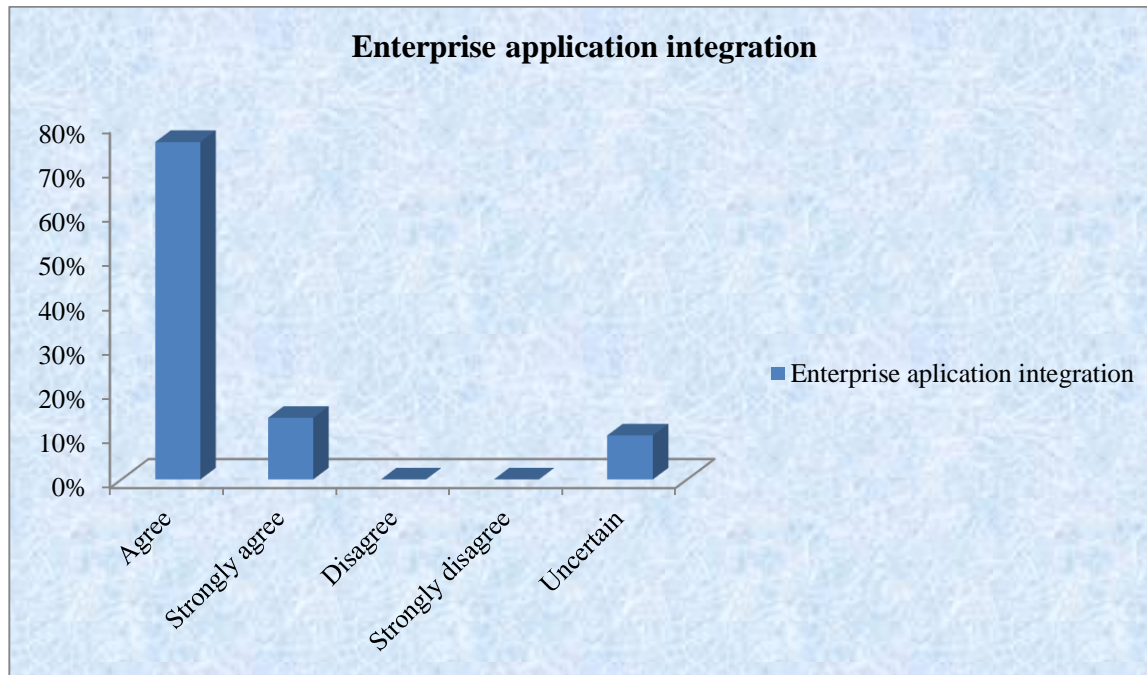 Enterprise application integration
80%
70%
60%
50%
40%
30%
20%
10%
0%
Agree
Strongly agree
Disagree
Strongly disagree
Uncertain
Enterprise aplication integration